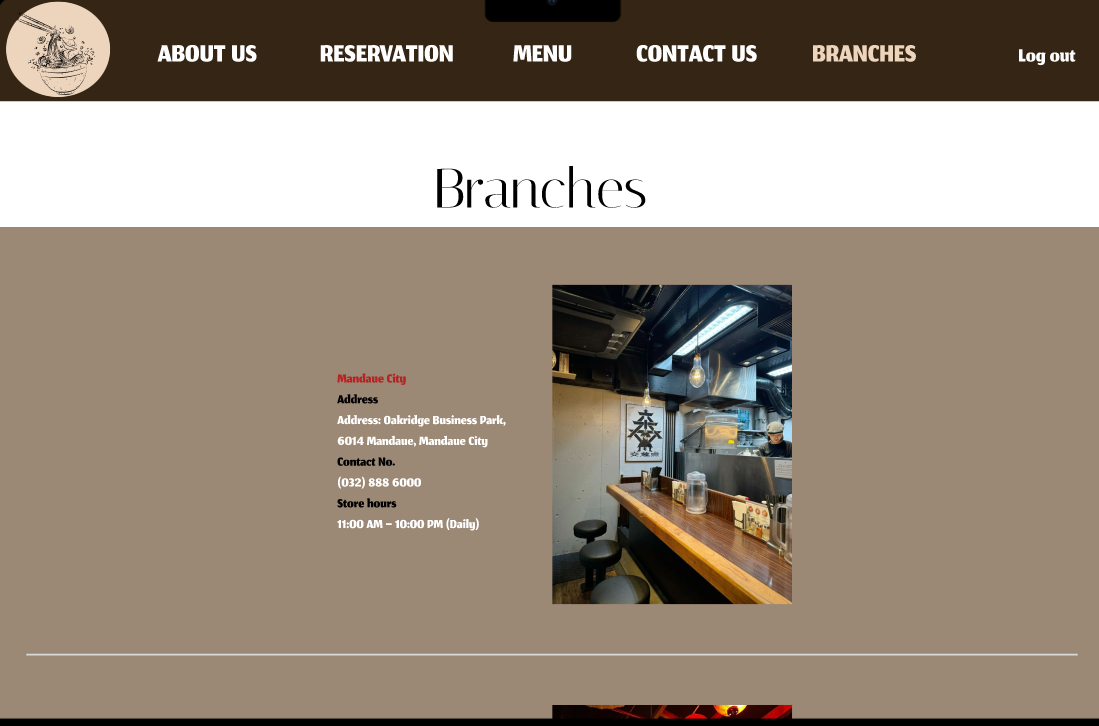 ABOUT US
RESERVATION
MENU
CONTACT US
BRANCHES
Log out
Branches
Mandaue City
Address
Address: Oakridge Business Park,
6014 Mandaue, Mandaue City
Contact No.
(032) 888 6000
Store hours
11:00 AM – 10:00 PM (Daily)